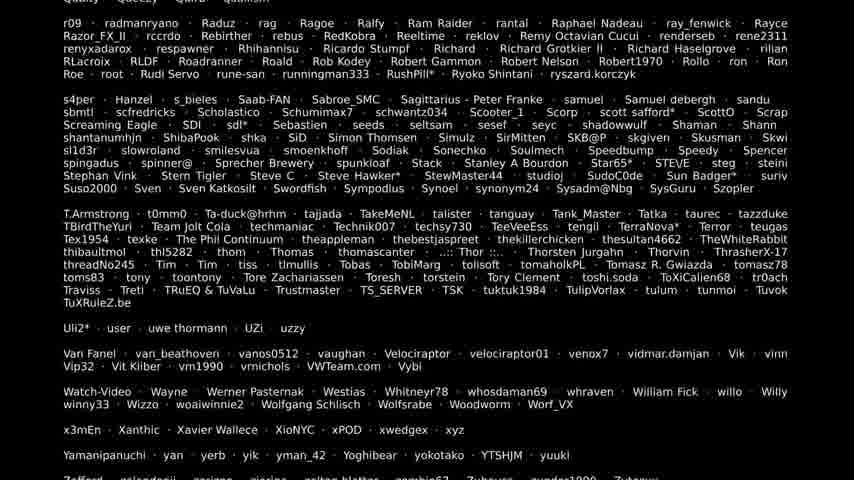 r09 · radmanryano · Raduz · rag · Ragoe · Ralfy · Ram Raider · rantal · Raphael Nadeau · ray_fenwick · Rayce
Razor_FX_II · rccrdo · Rebirther · rebus · RedKobra · Reeltime · reklov · Remy Octavian Cucui · renderseb · rene2311
renyxadarox · respawner · Rhihannisu · Ricardo Stumpf · Richard · Richard Grotkier II · Richard Haselgrove · rilian
RLacroix · RLDF · Roadranner · Roald · Rob Kodey · Robert Gammon · Robert Nelson · Robert1970 · Rollo · ron · Ron
Roe · root · Rudi Servo · rune-san · runningman333 · RushPill* · Ryoko Shintani · ryszard.korczyk
s4per · Hanzel · s_bieles · Saab-FAN · Sabroe_SMC · Sagittarius - Peter Franke · samuel · Samuel debergh · sandu ·
sbmtl · scfredricks · Scholastico · Schumimax7 · schwantz034 · Scooter_1 · Scorp · scott safford* · ScottO · Scrap
Screaming Eagle · SDI · sdl* · Sebastien · seeds · seltsam · sesef · seyc · shadowwulf · Shaman · Shann ·
shantanumhjn · ShibaPook · shka · SiD · Simon Thomsen · Simulz · SirMitten · SKB@P · skgiven · Skusman · Skwi
sl1d3r · slowroland · smilesvua · smoenkhoff · Sodiak · Sonechko · Soulmech · Speedbump · Speedy · Spencer
spingadus · spinner@ · Sprecher Brewery · spunkloaf · Stack · Stanley A Bourdon · Star65* · STE\/E · steg · steini
Stephan Vink · Stern Tigler · Steve C · Steve Hawker* · StewMaster44 · studioj · SudoC0de · Sun Badger* · suriv
Suso2000 · Sven · Sven Katkosilt · Swordfish · Sympodius · Synoel · synonym24 · Sysadm@Nbg · SysGuru · Szopler
T.Armstrong · t0mm0 · Ta-duck@hrhm · tajjada · TakeMeNL · talister · tanguay · Tank_Master · Tatka · taurec · tazzduke
TBirdTheYuri · Team Jolt Cola · techmaniac · Technik007 · techsy730 · TeeVeeEss · tengil · TerraNova* · Terror · teugas
Tex1954 · texke · The Phil Continuum · theappleman · thebestjaspreet · thekillerchicken · thesultan4662 · TheWhiteRabbit
thibaultmol · thl5282 · thom · Thomas · thomascanter · ..:: Thor ::.. · Thorsten Jurgahn · Thorvin · ThrasherX-17
threadNo245 · Tim · Tim · tiss · tlmullis · Tobas · TobiMarg · tolisoft · tomaholkPL · Tomasz R. Gwiazda · tomasz78
toms83 · tony · toontony · Tore Zachariassen · Toresh · torstein · Tory Clement · toshi.soda · ToXiCalien68 · tr0ach
Traviss · Treti · TRuEQ & TuVaLu · Trustmaster · TS_SERVER · TSK · tuktuk1984 · TulipVorlax · tulum · tunmoi · Tuvok
TuXRuleZ.be
Uli2* · user · uwe thormann · UZi · uzzy
Van Fanel · van_beathoven · vanos0512 · vaughan · Velociraptor · velociraptor01 · venox7 · vidmar.damjan · Vik · vinn
Vip32 · Vit Kliber · vm1990 · vrnichols · VWTeam.com · Vybi
Watch-Video · Wayne · Werner Pasternak · Westias · Whitneyr78 · whosdaman69 · whraven · William Fick · willo · Willy
winny33 · Wizzo · woaiwinnie2 · Wolfgang Schlisch · Wolfsrabe · Woodworm · Worf_VX
x3mEn · Xanthic · Xavier Wallece · XioNYC · xPOD · xwedgex · xyz
Yamanipanuchi · yan · yerb · yik · yman_42 · Yoghibear · yokotako · YTSHJM · yuuki